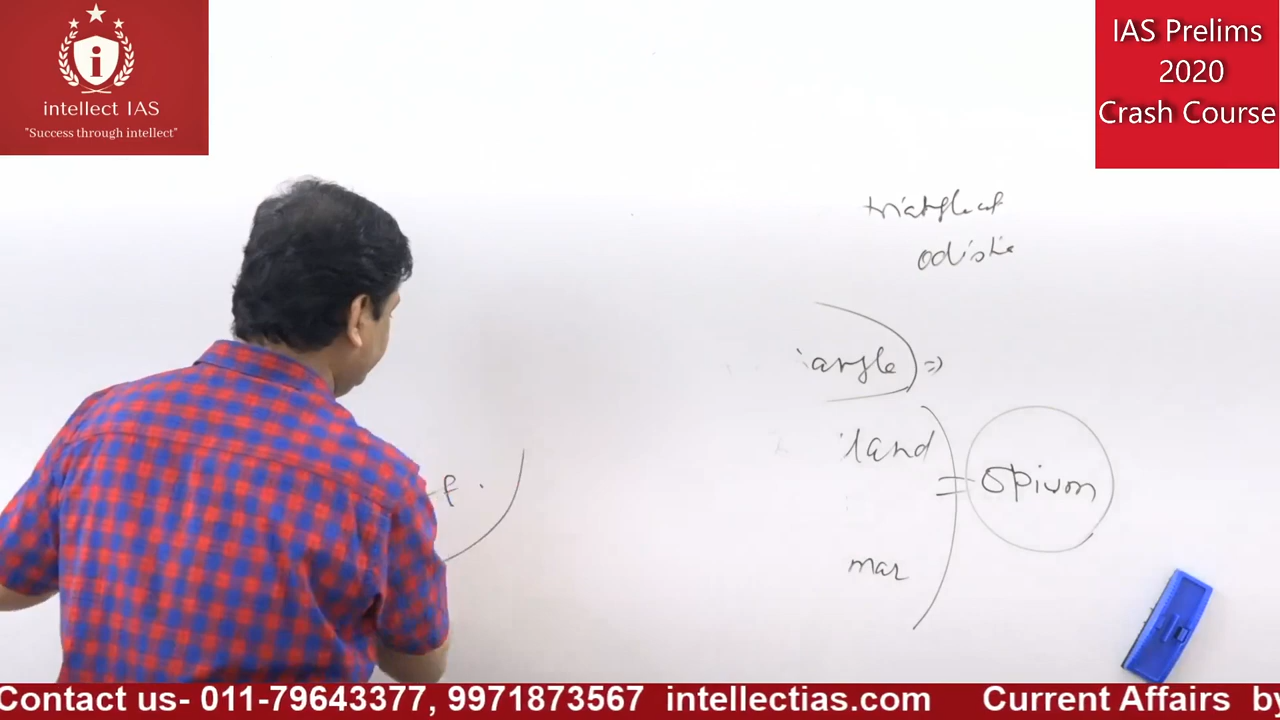 intellect IAS
"Success through intellect"
IAS Prelims
2020
Crash Course
odisha
angle =>
land
= opium
mar
f.
Contact us- 011-79643377, 9971873567 intellectias.com Current Affairs by